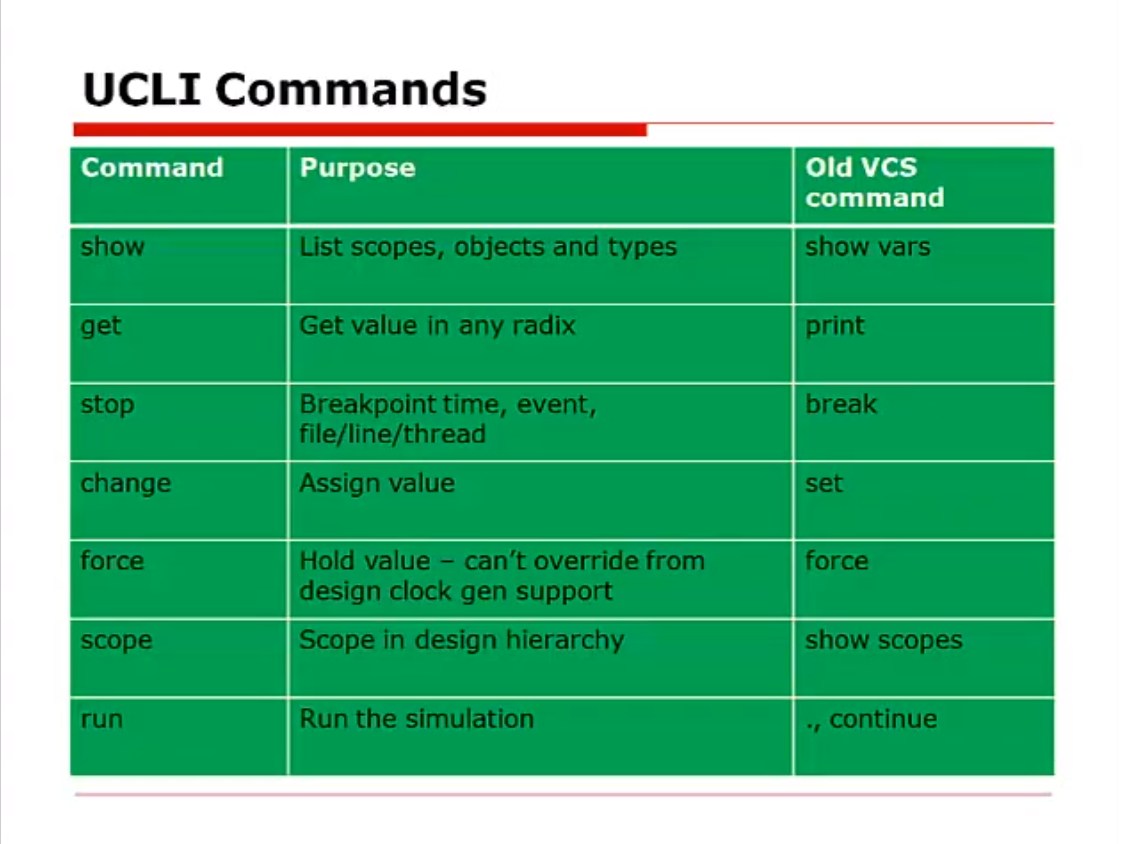 UCLI Commands
Command Purpose Old VCS
command
show List scopes, objects and types show vars
get Get value in any radix print
stop Breakpoint time, event, break
file/line/thread
change Assign value set
force Hold value – can’t override from force
design clock gen support
scope Scope in design hierarchy show scopes
run Run the simulation ., continue